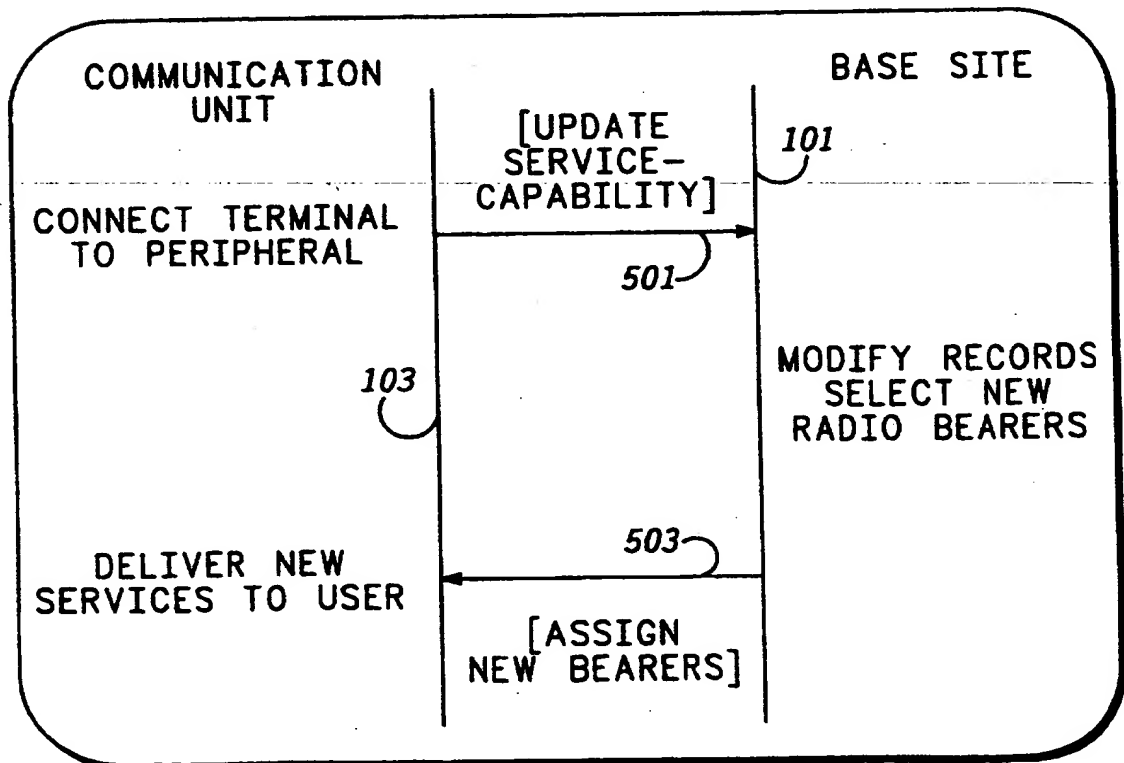 COMMUNICATION
UNIT
BASE SITE
[UPDATE
SERVICE-
CAPABILITY]
101
CONNECT TERMINAL
TO PERIPHERAL
501
MODIFY RECORDS
SELECT NEW
RADIO BEARERS
103
503
DELIVER NEW
SERVICES TO USER
[ASSIGN
NEW BEARERS]